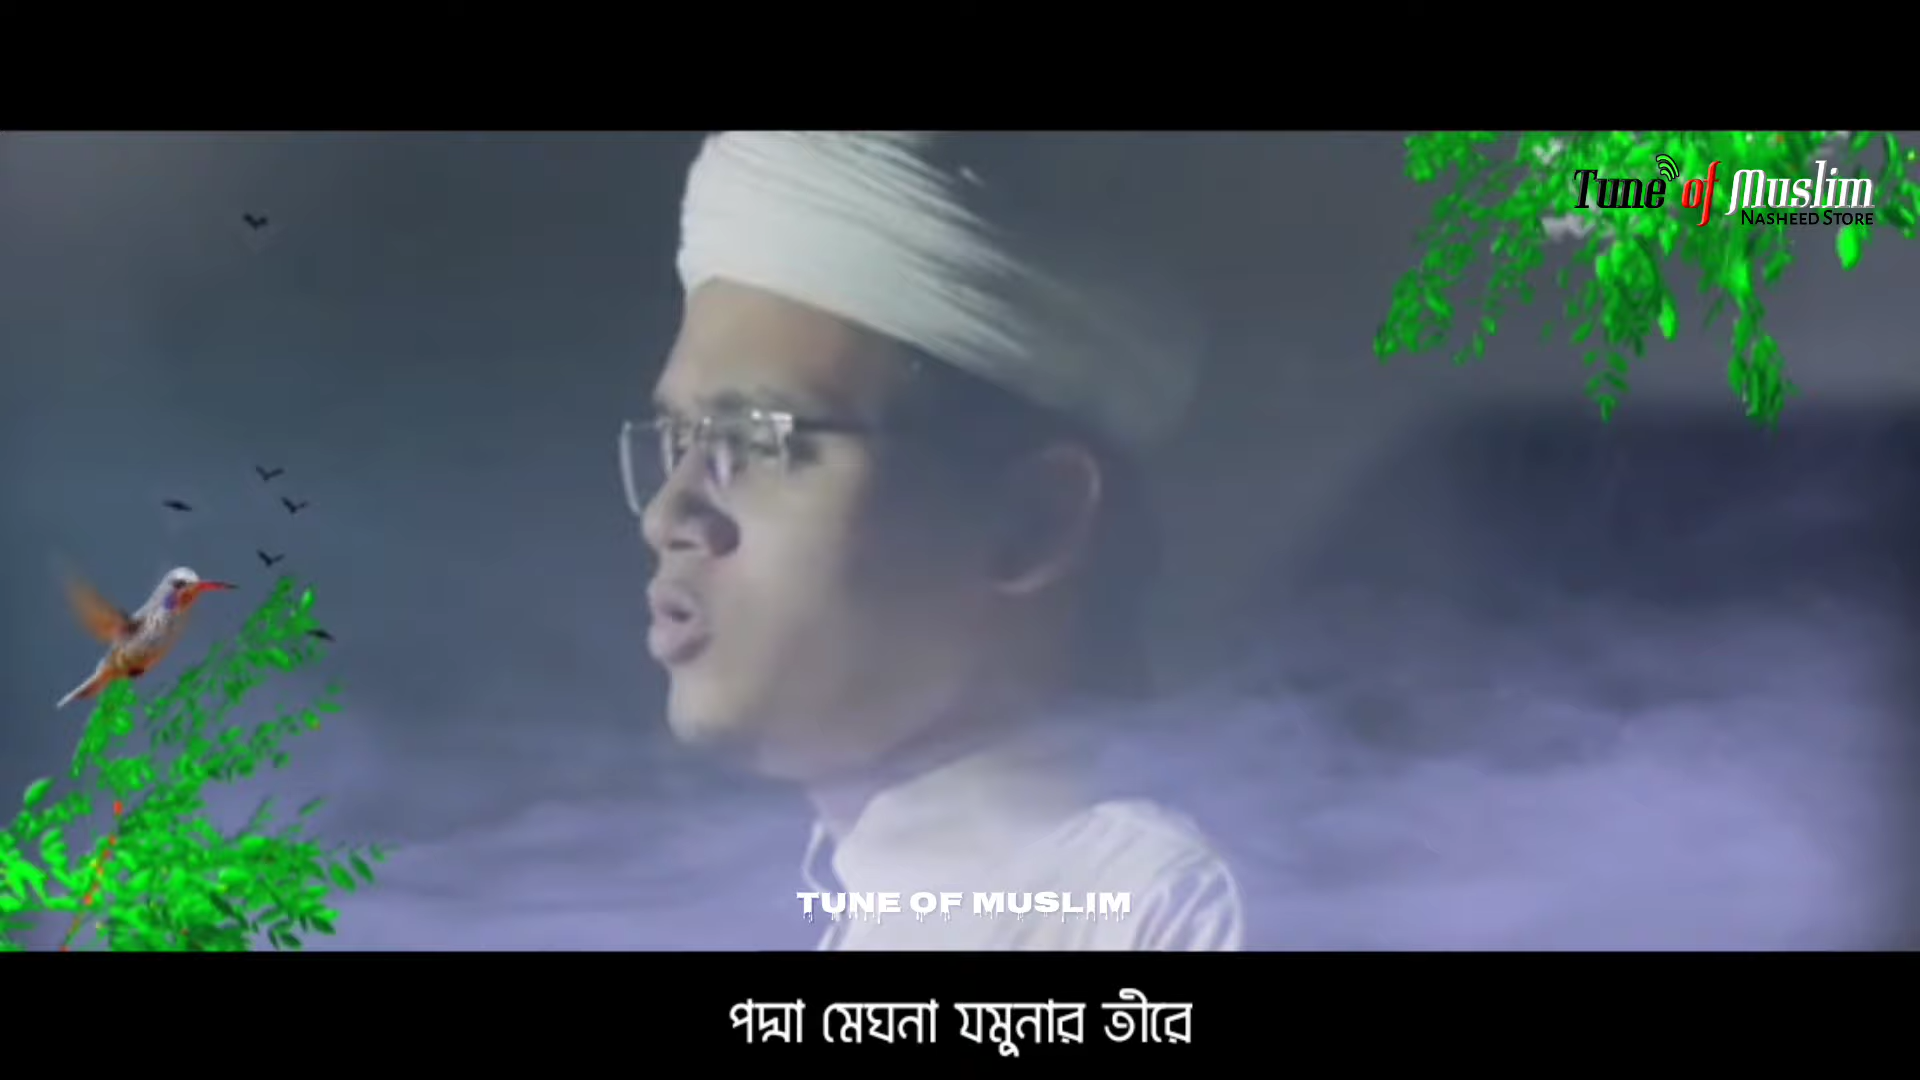 Tune of Muslim
NASHEED STORE
TUNE OF MUSLIM
পদ্মা মেঘনা যমুনার তীরে